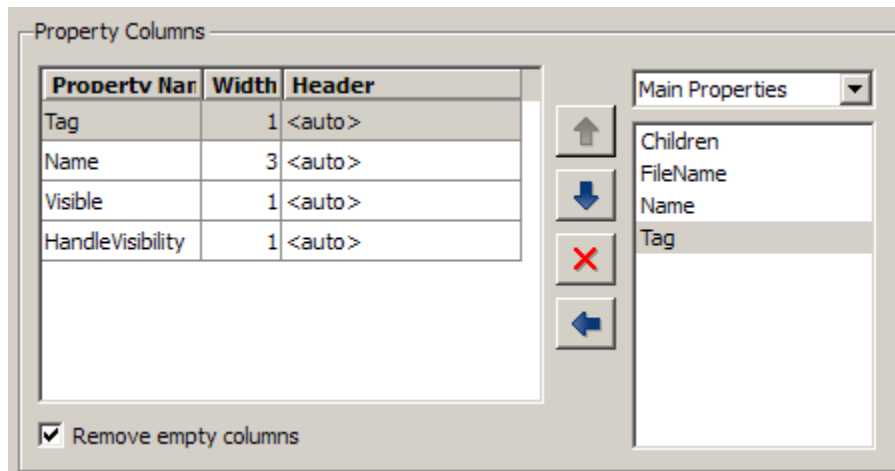 Property Columns
Property Nar Width Header
Tag 1 <auto>
Name 3 <auto>
Visible 1 <auto>
HandleVisibility 1 <auto>
Remove empty columns
Main Properties
Children
FileName
Name
Tag